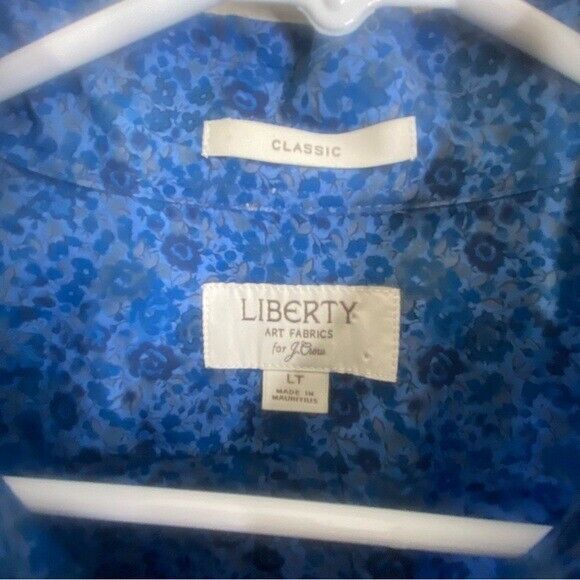 CLASSIC
LIBERTY
ART FABRICS
for J.Crew
LT
MADE IN
MAURITIUS